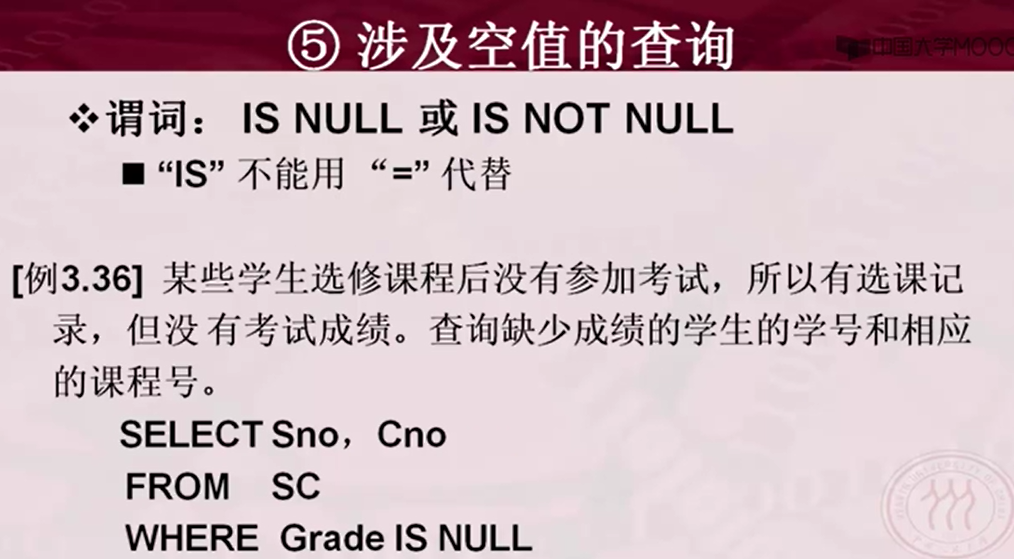 ⑤ 涉及空值的查询
中国大学MOOC
❖谓词： IS NULL 或 IS NOT NULL
■ “IS” 不能用 “=” 代替
[例3.36] 某些学生选修课程后没有参加考试，所以有选课记
录，但没有考试成绩。查询缺少成绩的学生的学号和相应
的课程号。
SELECT Sno，Cno
FROM SC
WHERE Grade IS NULL